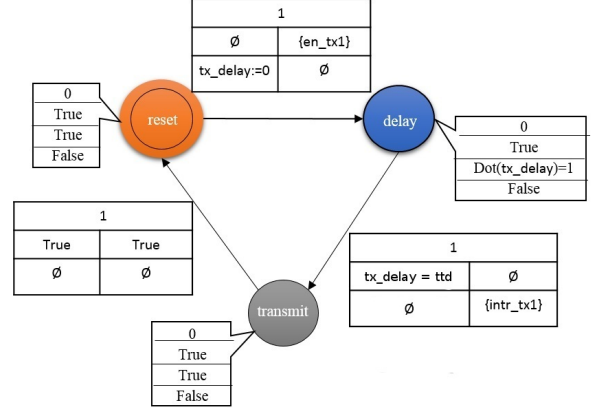 1
Ø {en_tx1}
tx_delay:=0 Ø
0
True
True
False
reset
delay
0
True
Dot(tx_delay)=1
False
1
True True
Ø Ø
1
tx_delay = ttd Ø
Ø {intr_tx1}
transmit
0
True
True
False